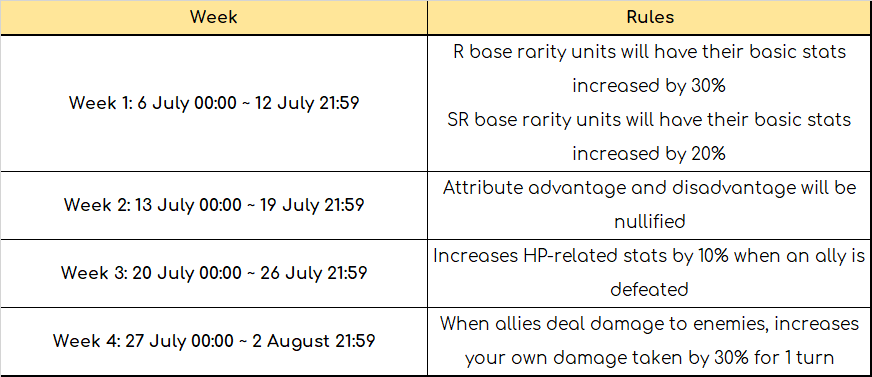 Week Rules
Week 1: 6 July 00:00 ~ 12 July 21:59
R base rarity units will have their basic stats
increased by 30%
SR base rarity units will have their basic stats
increased by 20%
Week 2: 13 July 00:00 ~ 19 July 21:59
Attribute advantage and disadvantage will be
nullified
Week 3: 20 July 00:00 ~ 26 July 21:59
Increases HP-related stats by 10% when an ally is
defeated
Week 4: 27 July 00:00 ~ 2 August 21:59
When allies deal damage to enemies, increases
your own damage taken by 30% for 1 turn